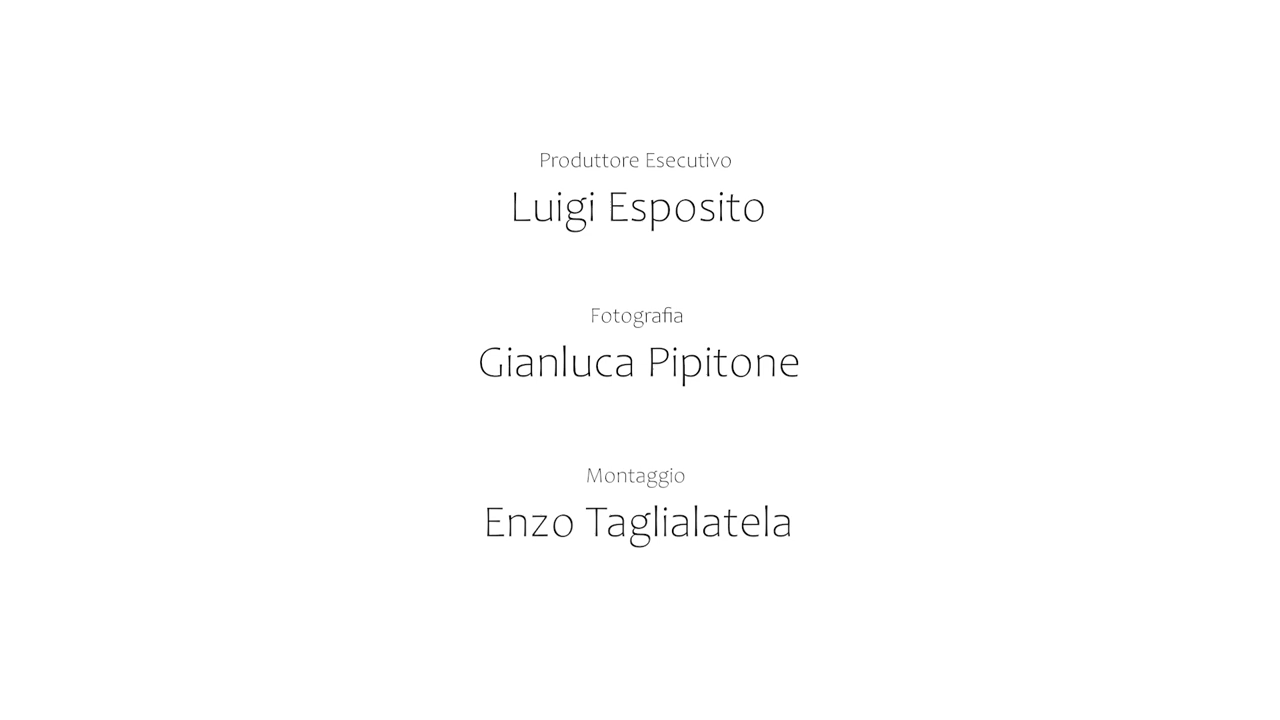 Produttore Esecutivo
Luigi Esposito
Fotografia
Gianluca Pipitone
Montaggio
Enzo Taglialatela